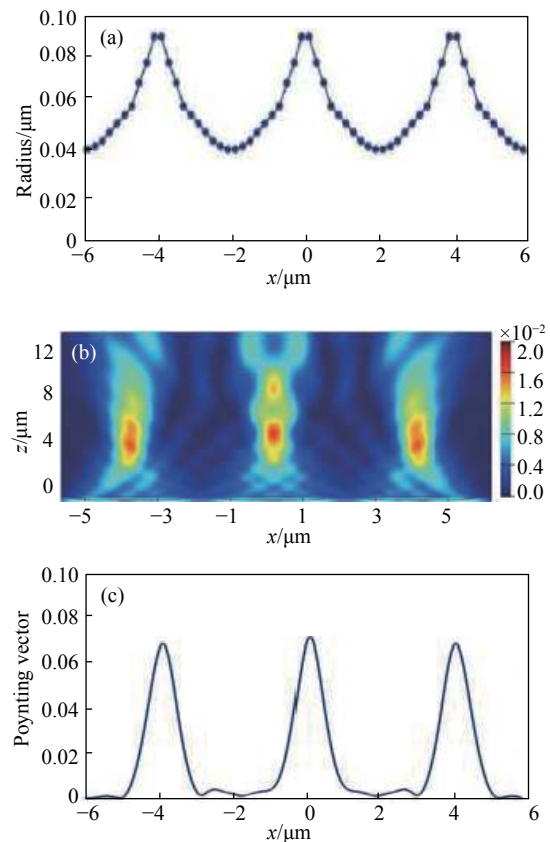 0.10
(a)
0.08
0.06
0.04
0.02
0
Radius/μm
−6 −4 −2 0 2 4 6
x/μm
×10⁻²
(b)
12
8
4
0
z/μm
2.0
1.6
1.2
0.8
0.4
0.0
−5 −3 −1 1 3 5
x/μm
0.10
(c)
0.08
0.06
0.04
0.02
0
Poynting vector
−6 −4 −2 0 2 4 6
x/μm